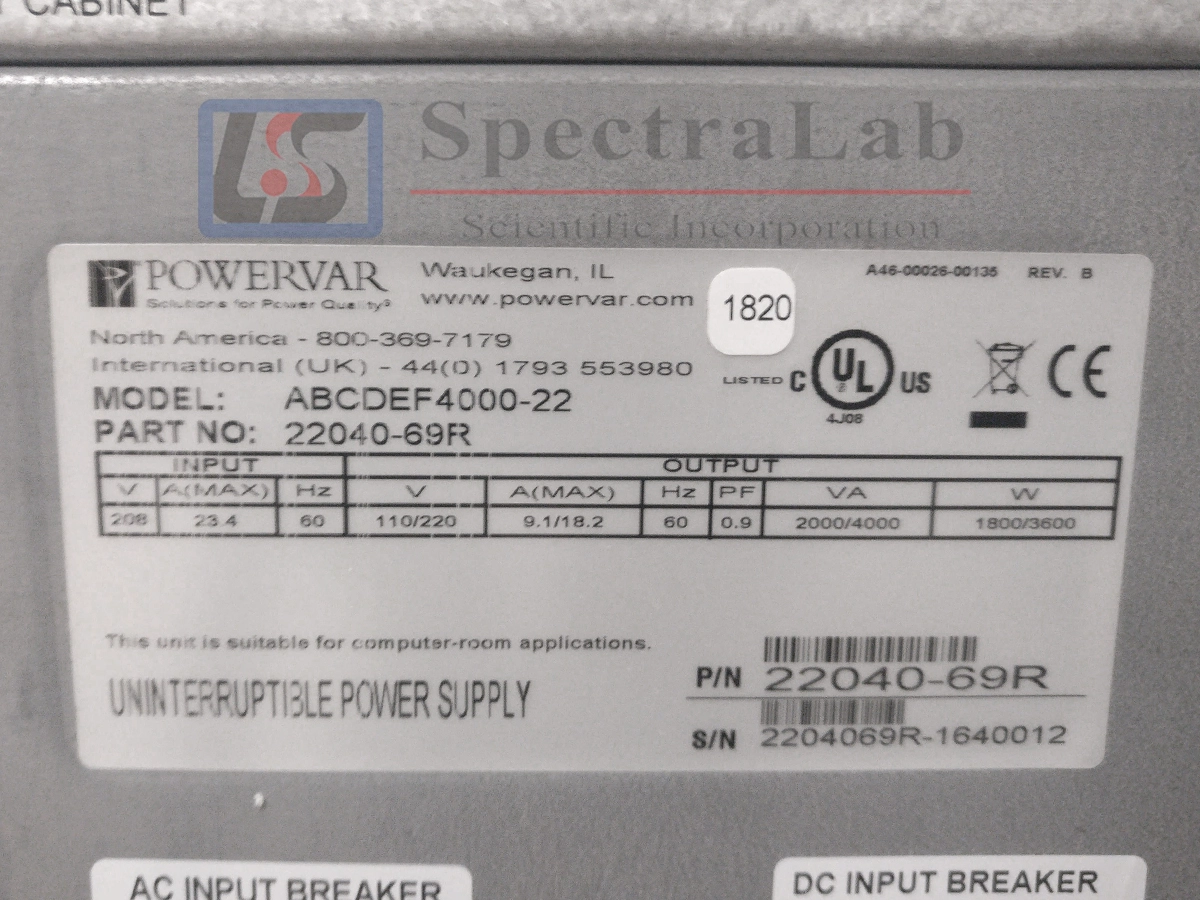 CABINET
SpectraLab
Scientific Incorporation
POWERVAR
Solutions for Power Quality®
Waukegan, IL
www.powervar.com
1820
A46-00026-00135 REV. B
North America - 800-369-7179
International (UK) - 44(0) 1793 553980
LISTED C UL US
4J08
CE
MODEL: ABCDEF4000-22
PART NO: 22040-69R
INPUT OUTPUT
V A(MAX) Hz V A(MAX) Hz PF VA W
208 23.4 60 110/220 9.1/18.2 60 0.9 2000/4000 1800/3600
This unit is suitable for computer-room applications.
UNINTERRUPTIBLE POWER SUPPLY
P/N 22040-69R
S/N 2204069R-1640012
AC INPUT BREAKER
DC INPUT BREAKER